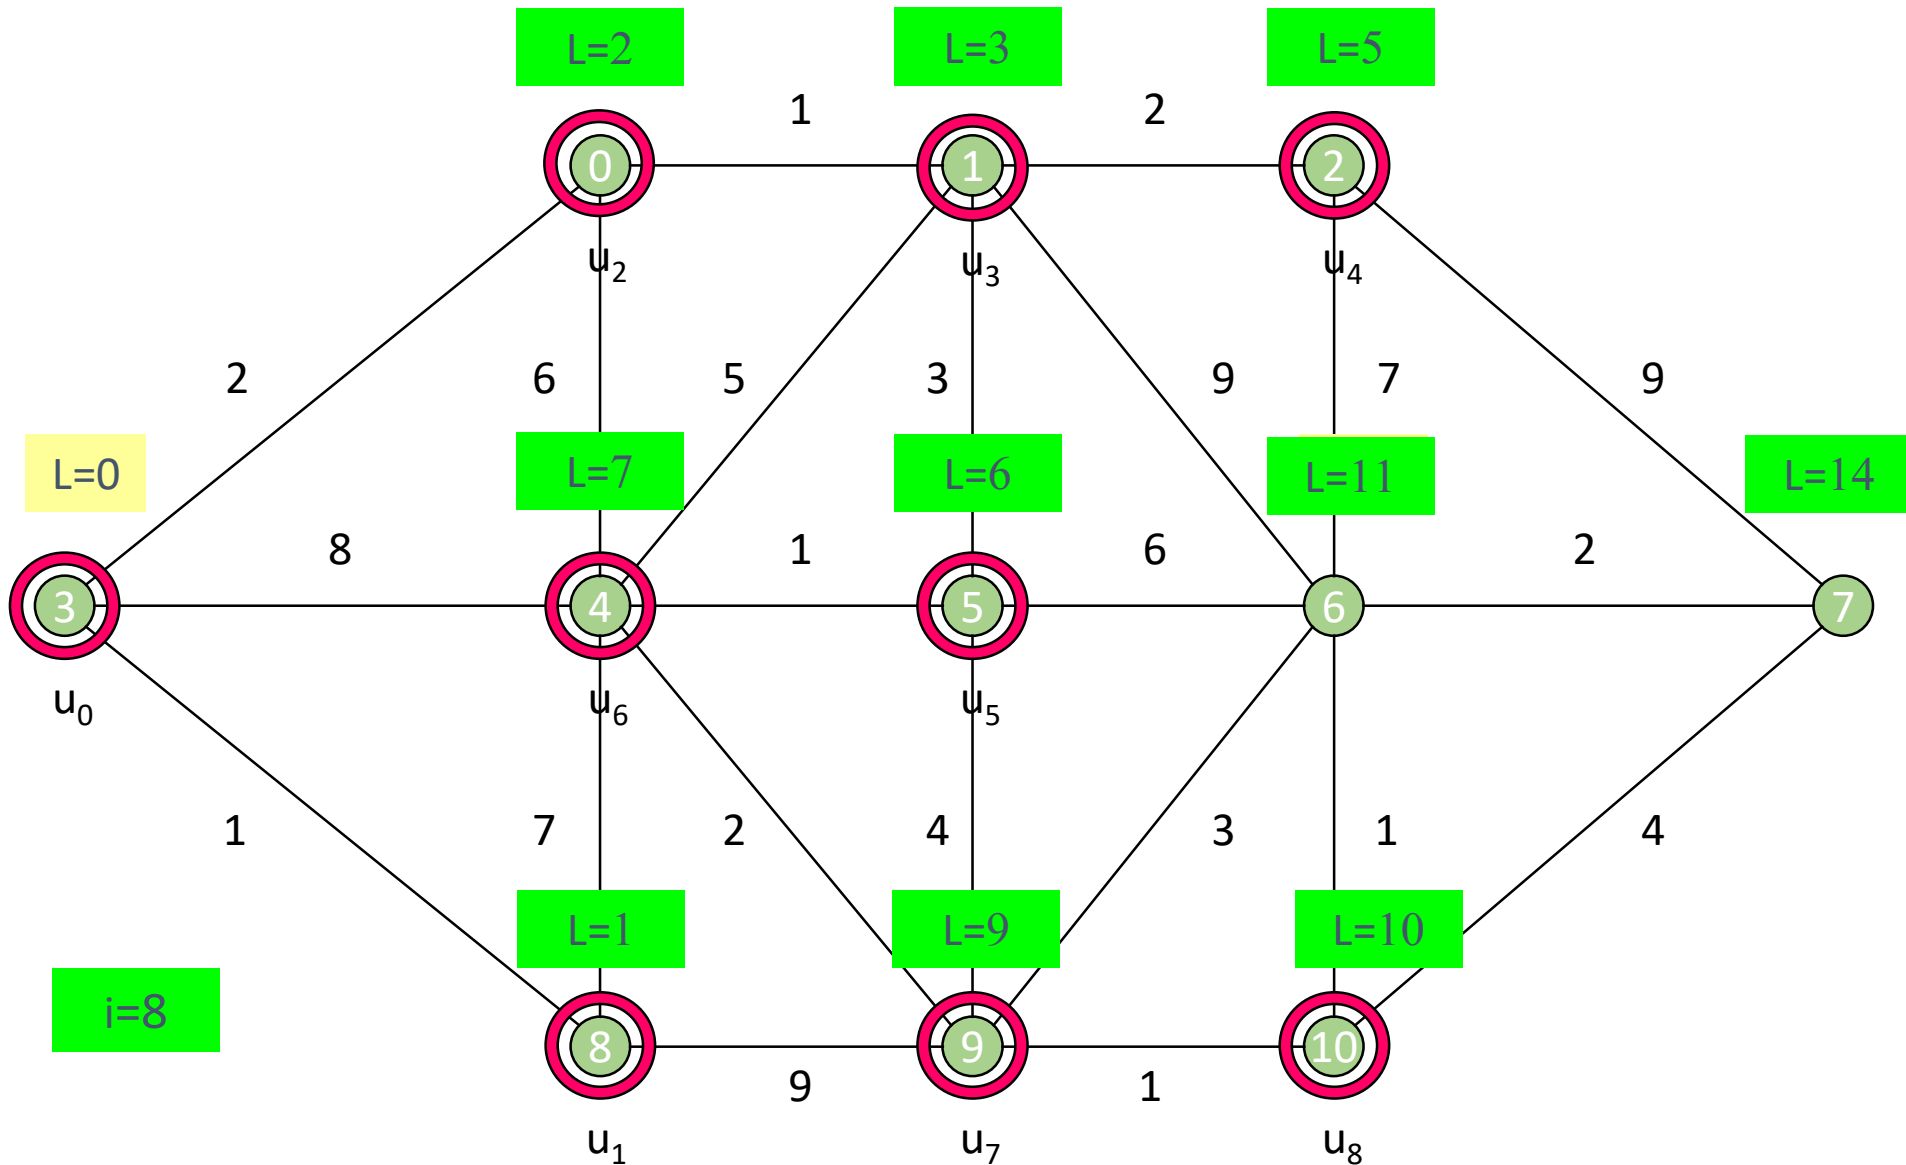 L=2 L=3 L=5
1 2
0 1 2
u2 u3 u4
2 6 5 3 9 7 9
L=0 L=7 L=6 L=11 L=14
8 1 6 2
3 4 5 6 7
u0 u6 u5
1 7 2 4 3 1 4
L=1 L=9 L=10
i=8
8 9 10
9 1
u1 u7 u8